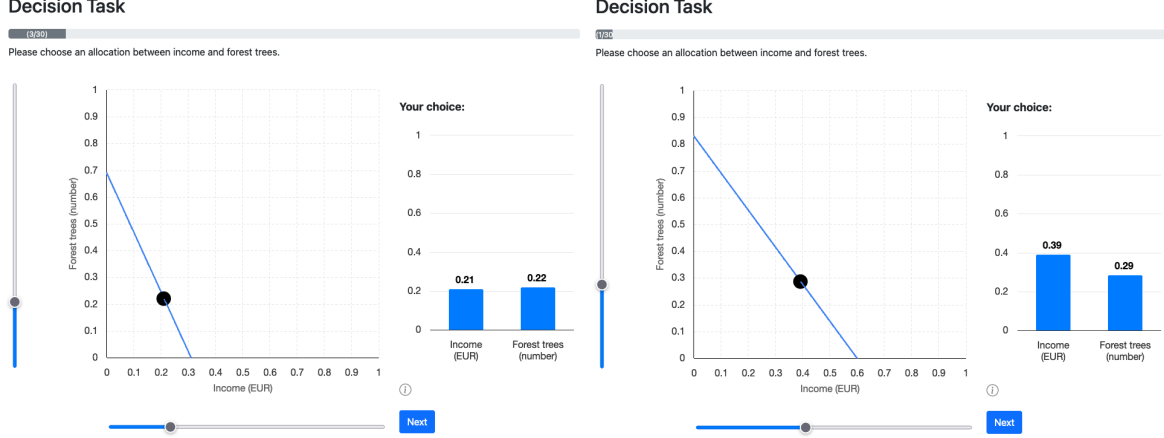 Decision Task
(3/30)
Please choose an allocation between income and forest trees.
1
0.9
0.8
0.7
0.6
0.5
0.4
0.3
0.2
0.1
0
Forest trees (number)
0 0.1 0.2 0.3 0.4 0.5 0.6 0.7 0.8 0.9 1
Income (EUR)
Your choice:
1
0.8
0.6
0.4
0.2
0
0.21 0.22
Income Forest trees
(EUR) (number)
i
Next
Decision Task
(1/30
Please choose an allocation between income and forest trees.
1
0.9
0.8
0.7
0.6
0.5
0.4
0.3
0.2
0.1
0
Forest trees (number)
0 0.1 0.2 0.3 0.4 0.5 0.6 0.7 0.8 0.9 1
Income (EUR)
Your choice:
1
0.8
0.6
0.4
0.2
0
0.39 0.29
Income Forest trees
(EUR) (number)
i
Next